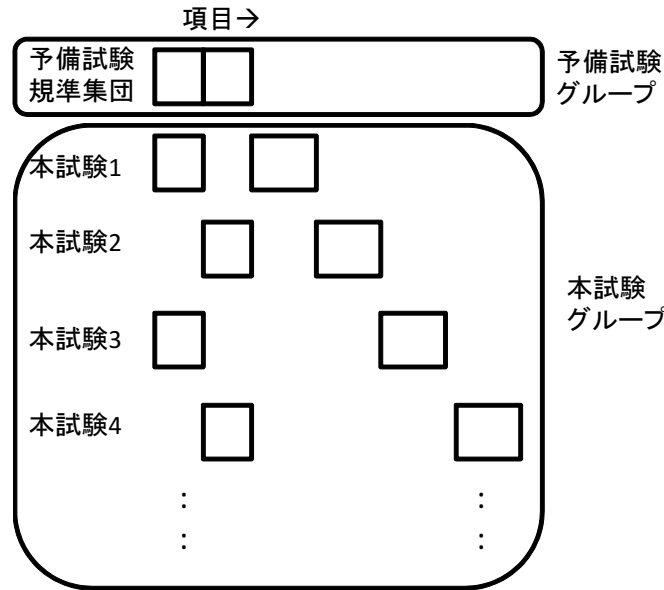 項目→
予備試験
規準集団
予備試験
グループ
本試験1
本試験2
本試験
グループ
本試験3
本試験4
:
:
:
: